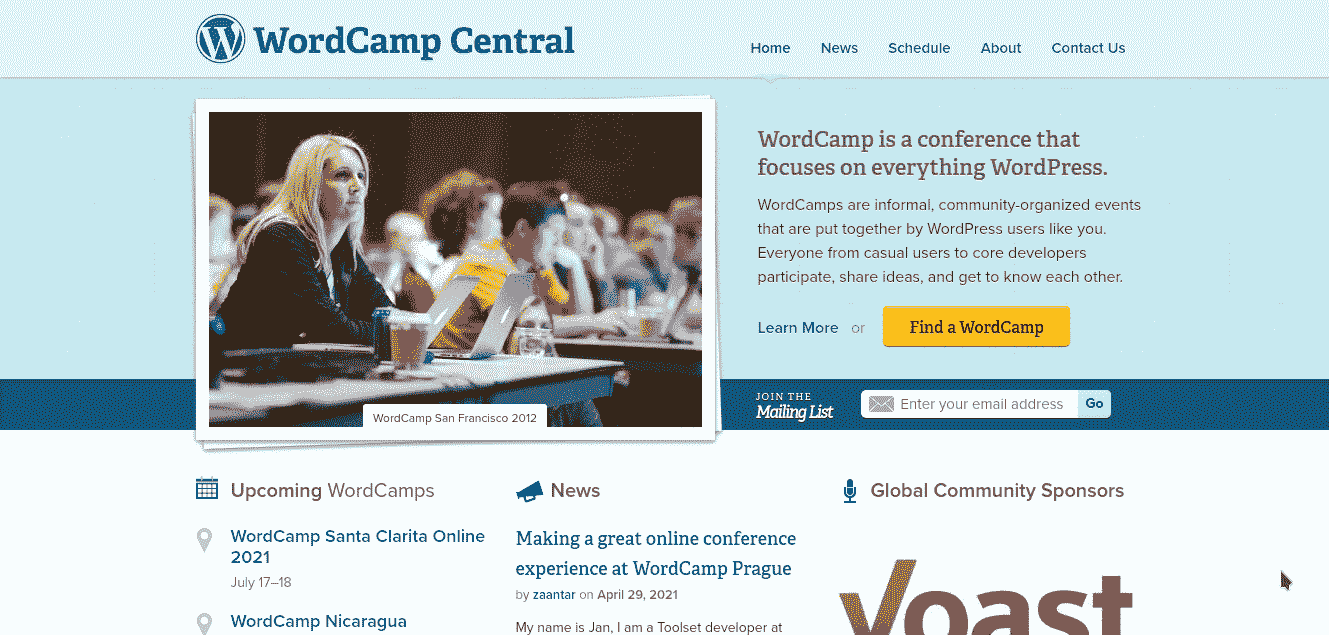 WordCamp Central
Home News Schedule About Contact Us
WordCamp is a conference that
focuses on everything WordPress.
WordCamps are informal, community-organized events
that are put together by WordPress users like you.
Everyone from casual users to core developers
participate, share ideas, and get to know each other.
Learn More or Find a WordCamp
WordCamp San Francisco 2012
JOIN THE
Mailing List
Enter your email address Go
Upcoming WordCamps
WordCamp Santa Clarita Online
2021
July 17–18
WordCamp Nicaragua
News
Making a great online conference
experience at WordCamp Prague
by zaantar on April 29, 2021
My name is Jan, I am a Toolset developer at
Global Community Sponsors
yoast